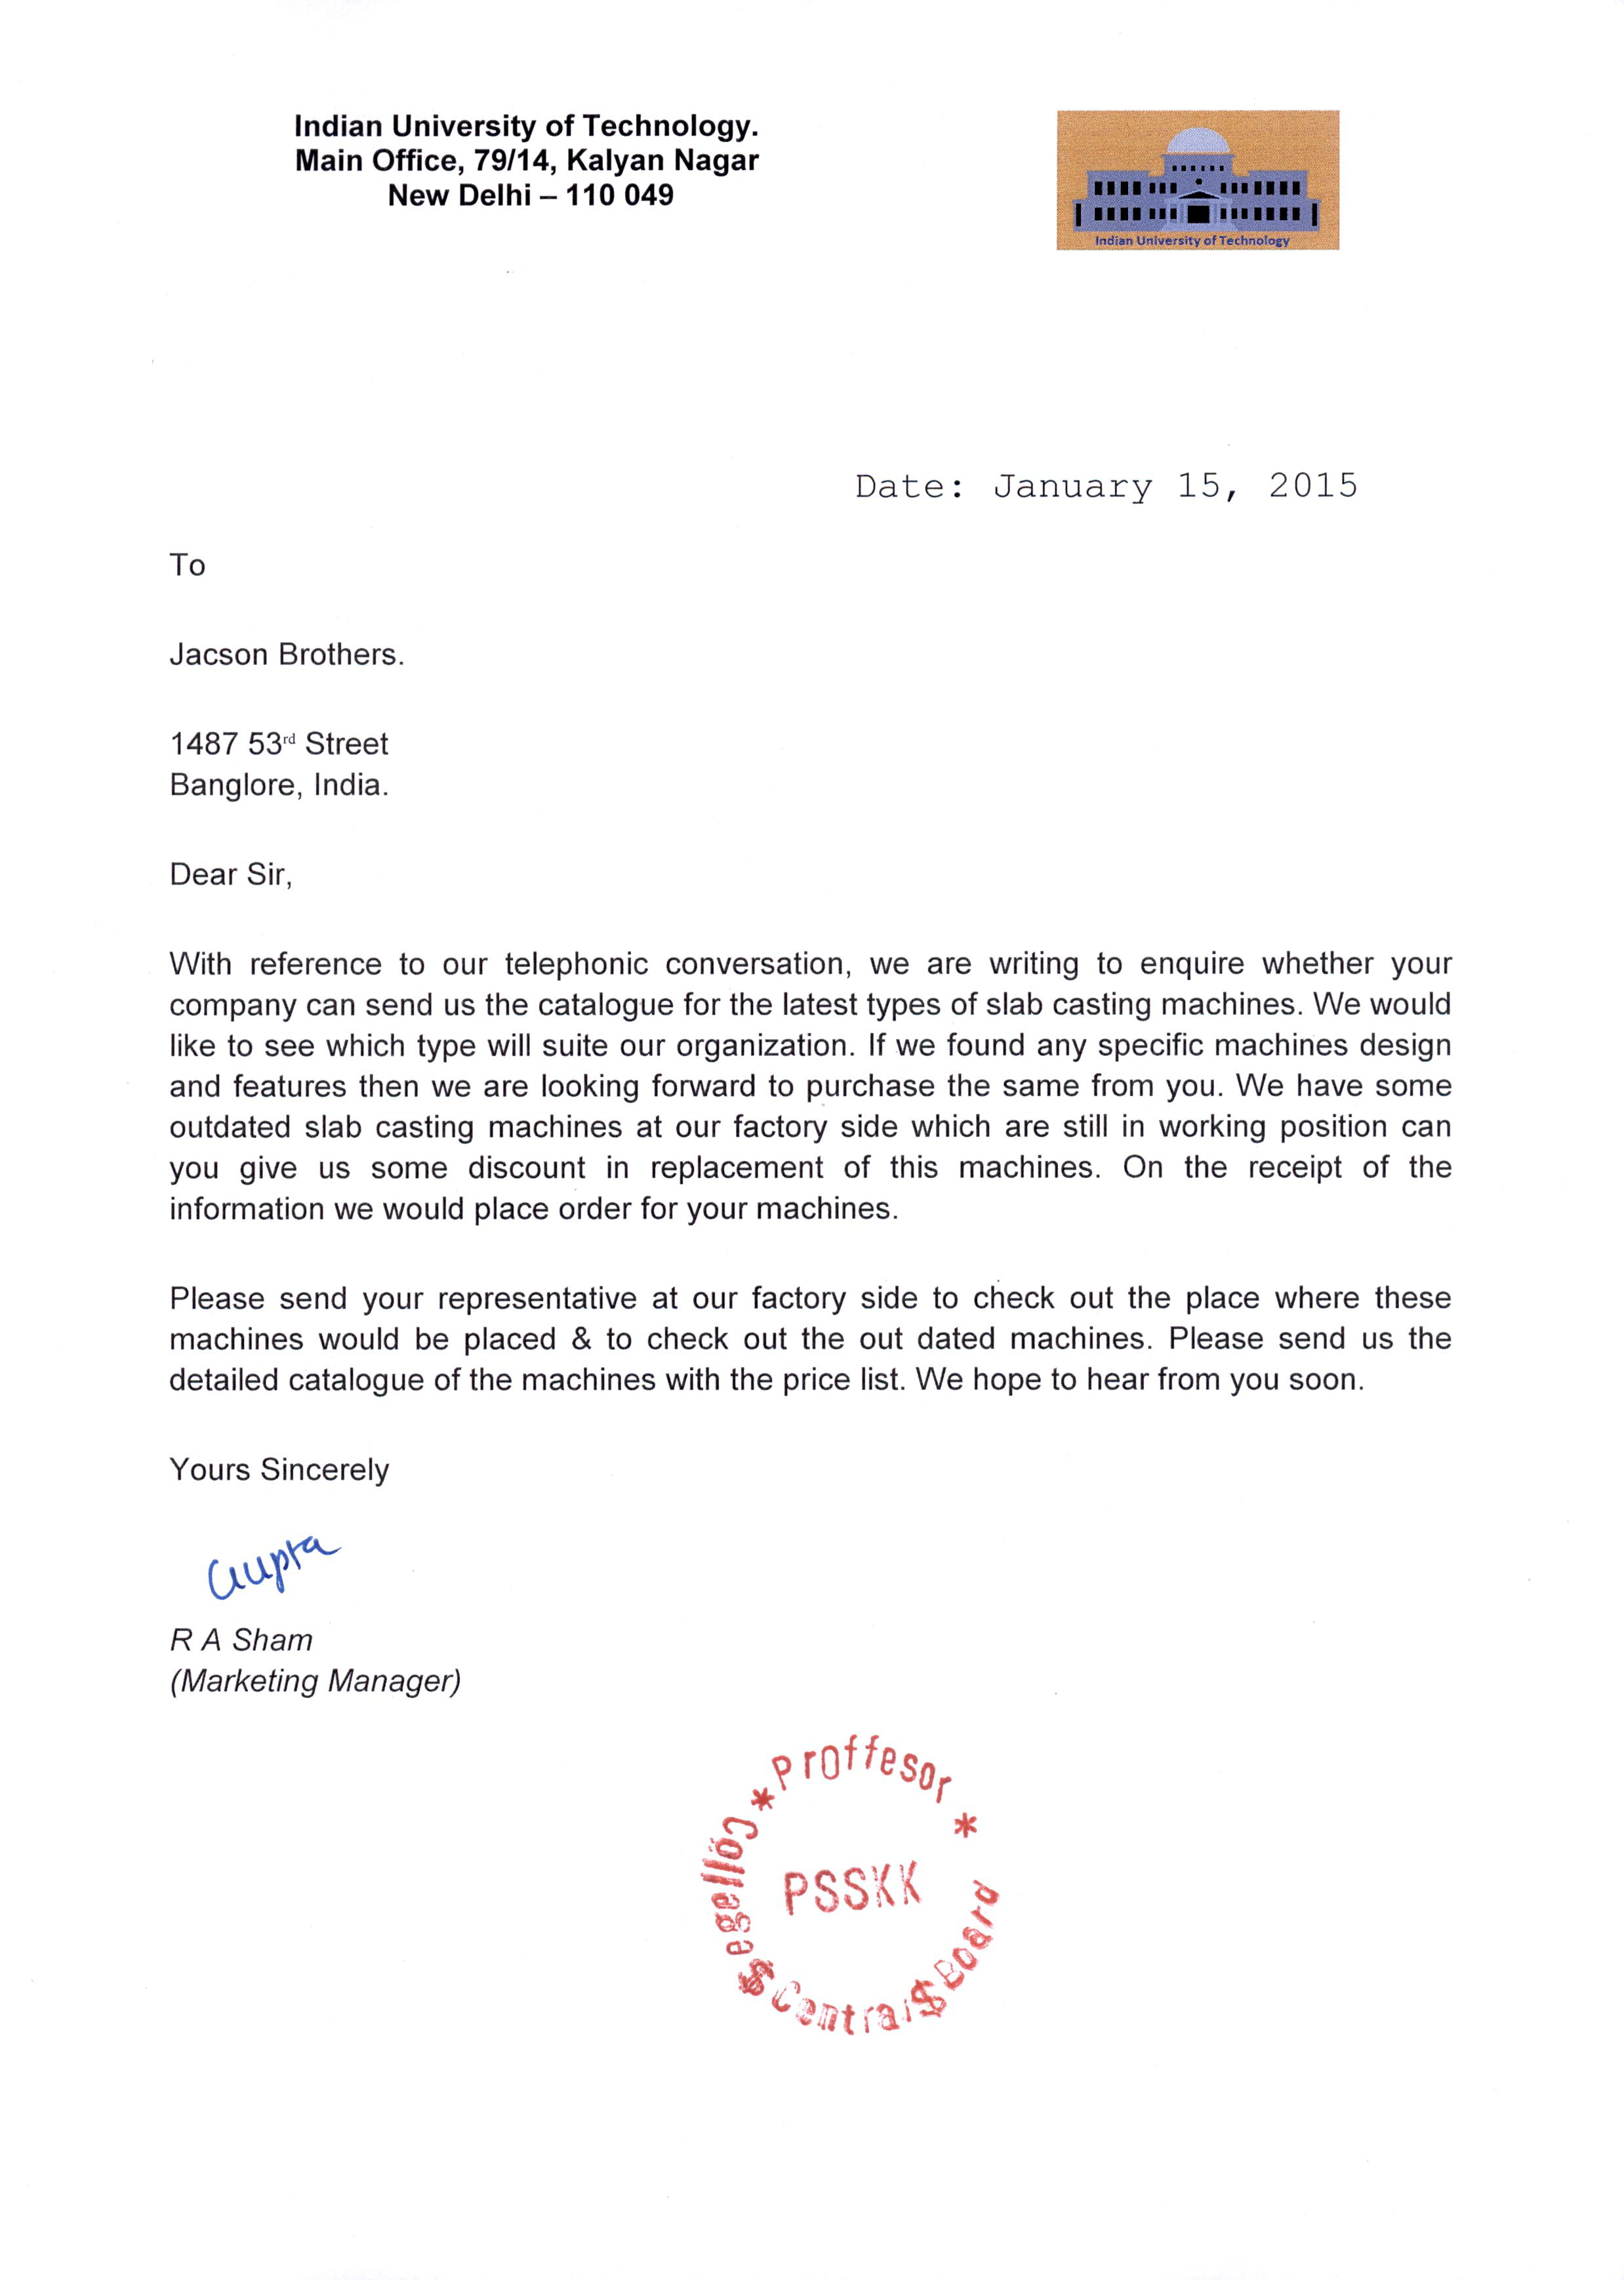 Indian University of Technology.
Main Office, 79/14, Kalyan Nagar
New Delhi – 110 049
Indian University of Technology
Date: January 15, 2015
To
Jacson Brothers.
1487 53rd Street
Banglore, India.
Dear Sir,
With reference to our telephonic conversation, we are writing to enquire whether your
company can send us the catalogue for the latest types of slab casting machines. We would
like to see which type will suite our organization. If we found any specific machines design
and features then we are looking forward to purchase the same from you. We have some
outdated slab casting machines at our factory side which are still in working position can
you give us some discount in replacement of this machines. On the receipt of the
information we would place order for your machines.
Please send your representative at our factory side to check out the place where these
machines would be placed & to check out the out dated machines. Please send us the
detailed catalogue of the machines with the price list. We hope to hear from you soon.
Yours Sincerely
Gupta
R A Sham
(Marketing Manager)
* Proffesor *
College $ Central $ Board
PSSKK